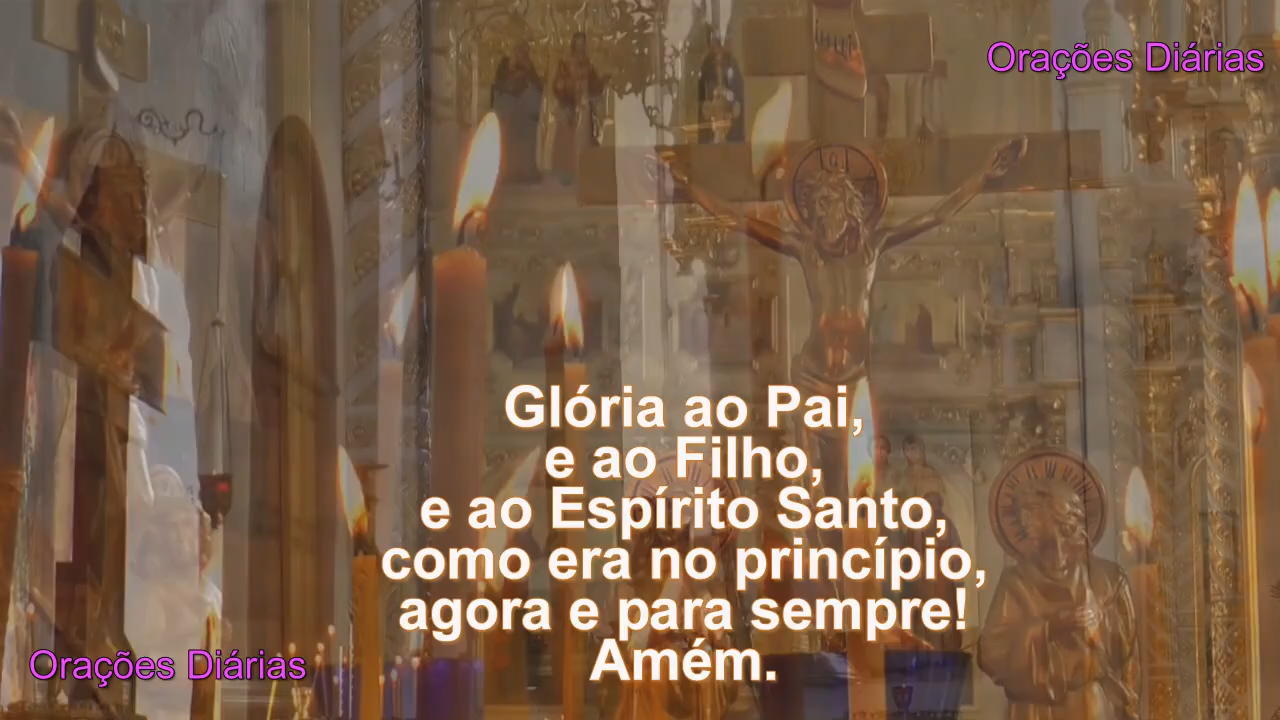 Orações Diárias
Glória ao Pai,
e ao Filho,
e ao Espírito Santo,
como era no princípio,
agora e para sempre!
Amém.
Orações Diárias